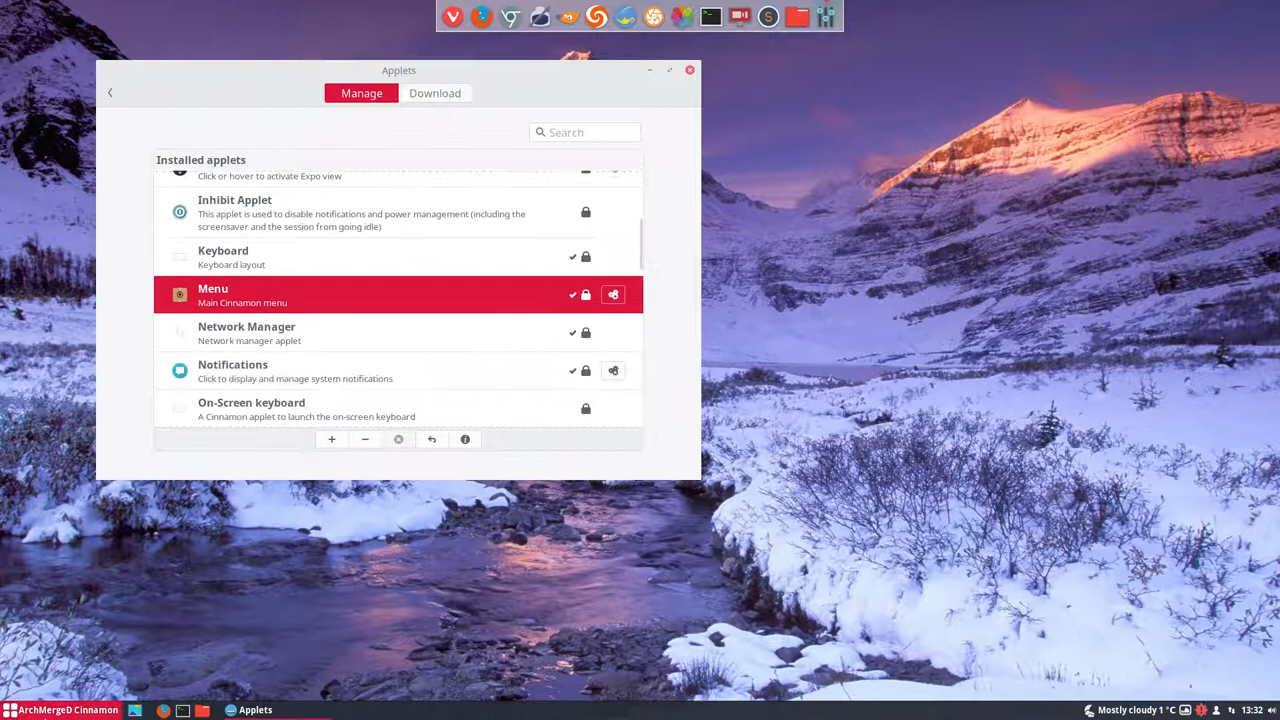 Applets
Manage
Download
Search
Installed applets
Click or hover to activate Expo view
Inhibit Applet
This applet is used to disable notifications and power management (including the
screensaver and the session from going idle)
Keyboard
Keyboard layout
Menu
Main Cinnamon menu
Network Manager
Network manager applet
Notifications
Click to display and manage system notifications
On-Screen keyboard
A Cinnamon applet to launch the on-screen keyboard
ArchMergeD Cinnamon
Applets
Mostly cloudy 1 °C
13:32